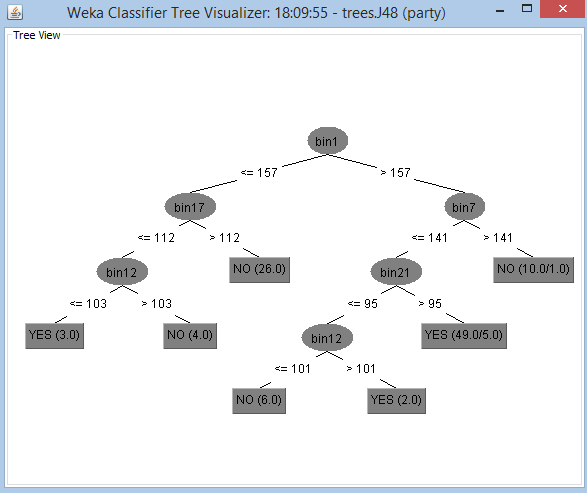 Weka Classifier Tree Visualizer: 18:09:55 - trees.J48 (party)
Tree View
bin1
<= 157 > 157
bin17 bin7
<= 112 > 112 <= 141 > 141
bin12 NO (26.0) bin21 NO (10.0/1.0)
<= 103 > 103 <= 95 > 95
YES (3.0) NO (4.0) bin12 YES (49.0/5.0)
<= 101 > 101
NO (6.0) YES (2.0)